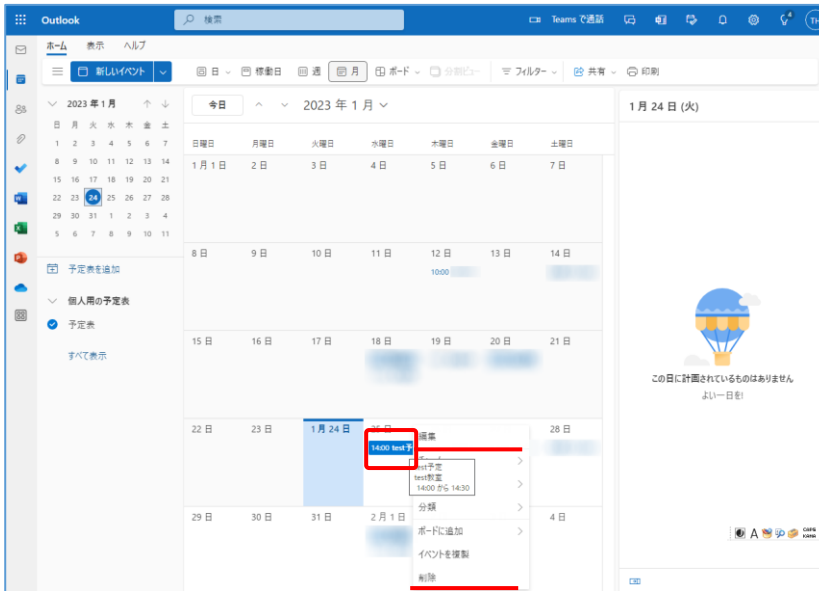 Outlook
検索
Teams で通話
4
TH
ホーム 表示 ヘルプ
新しいイベント
日 稼働日 週 月 ボード 分割ビュー フィルター 共有 印刷
2023 年 1 月
日 月 火 水 木 金 土
1 2 3 4 5 6 7
8 9 10 11 12 13 14
15 16 17 18 19 20 21
22 23 24 25 26 27 28
29 30 31 1 2 3 4
5 6 7 8 9 10 11
予定表を追加
個人用の予定表
予定表
すべて表示
今日 2023 年 1 月
日曜日 月曜日 火曜日 水曜日 木曜日 金曜日 土曜日
1 月 1 日 2 日 3 日 4 日 5 日 6 日 7 日
8 日 9 日 10 日 11 日 12 日 13 日 14 日
10:00
15 日 16 日 17 日 18 日 19 日 20 日 21 日
22 日 23 日 1 月 24 日 28 日
14:00 test予
29 日 30 日 31 日 2 月 1 日 4 日
編集
test予定
test教室
14:00 から 14:30
分類
ボードに追加
イベントを複製
削除
1 月 24 日 (火)
この日に計画されているものはありません
よい一日を!
A
CAPS
KANA